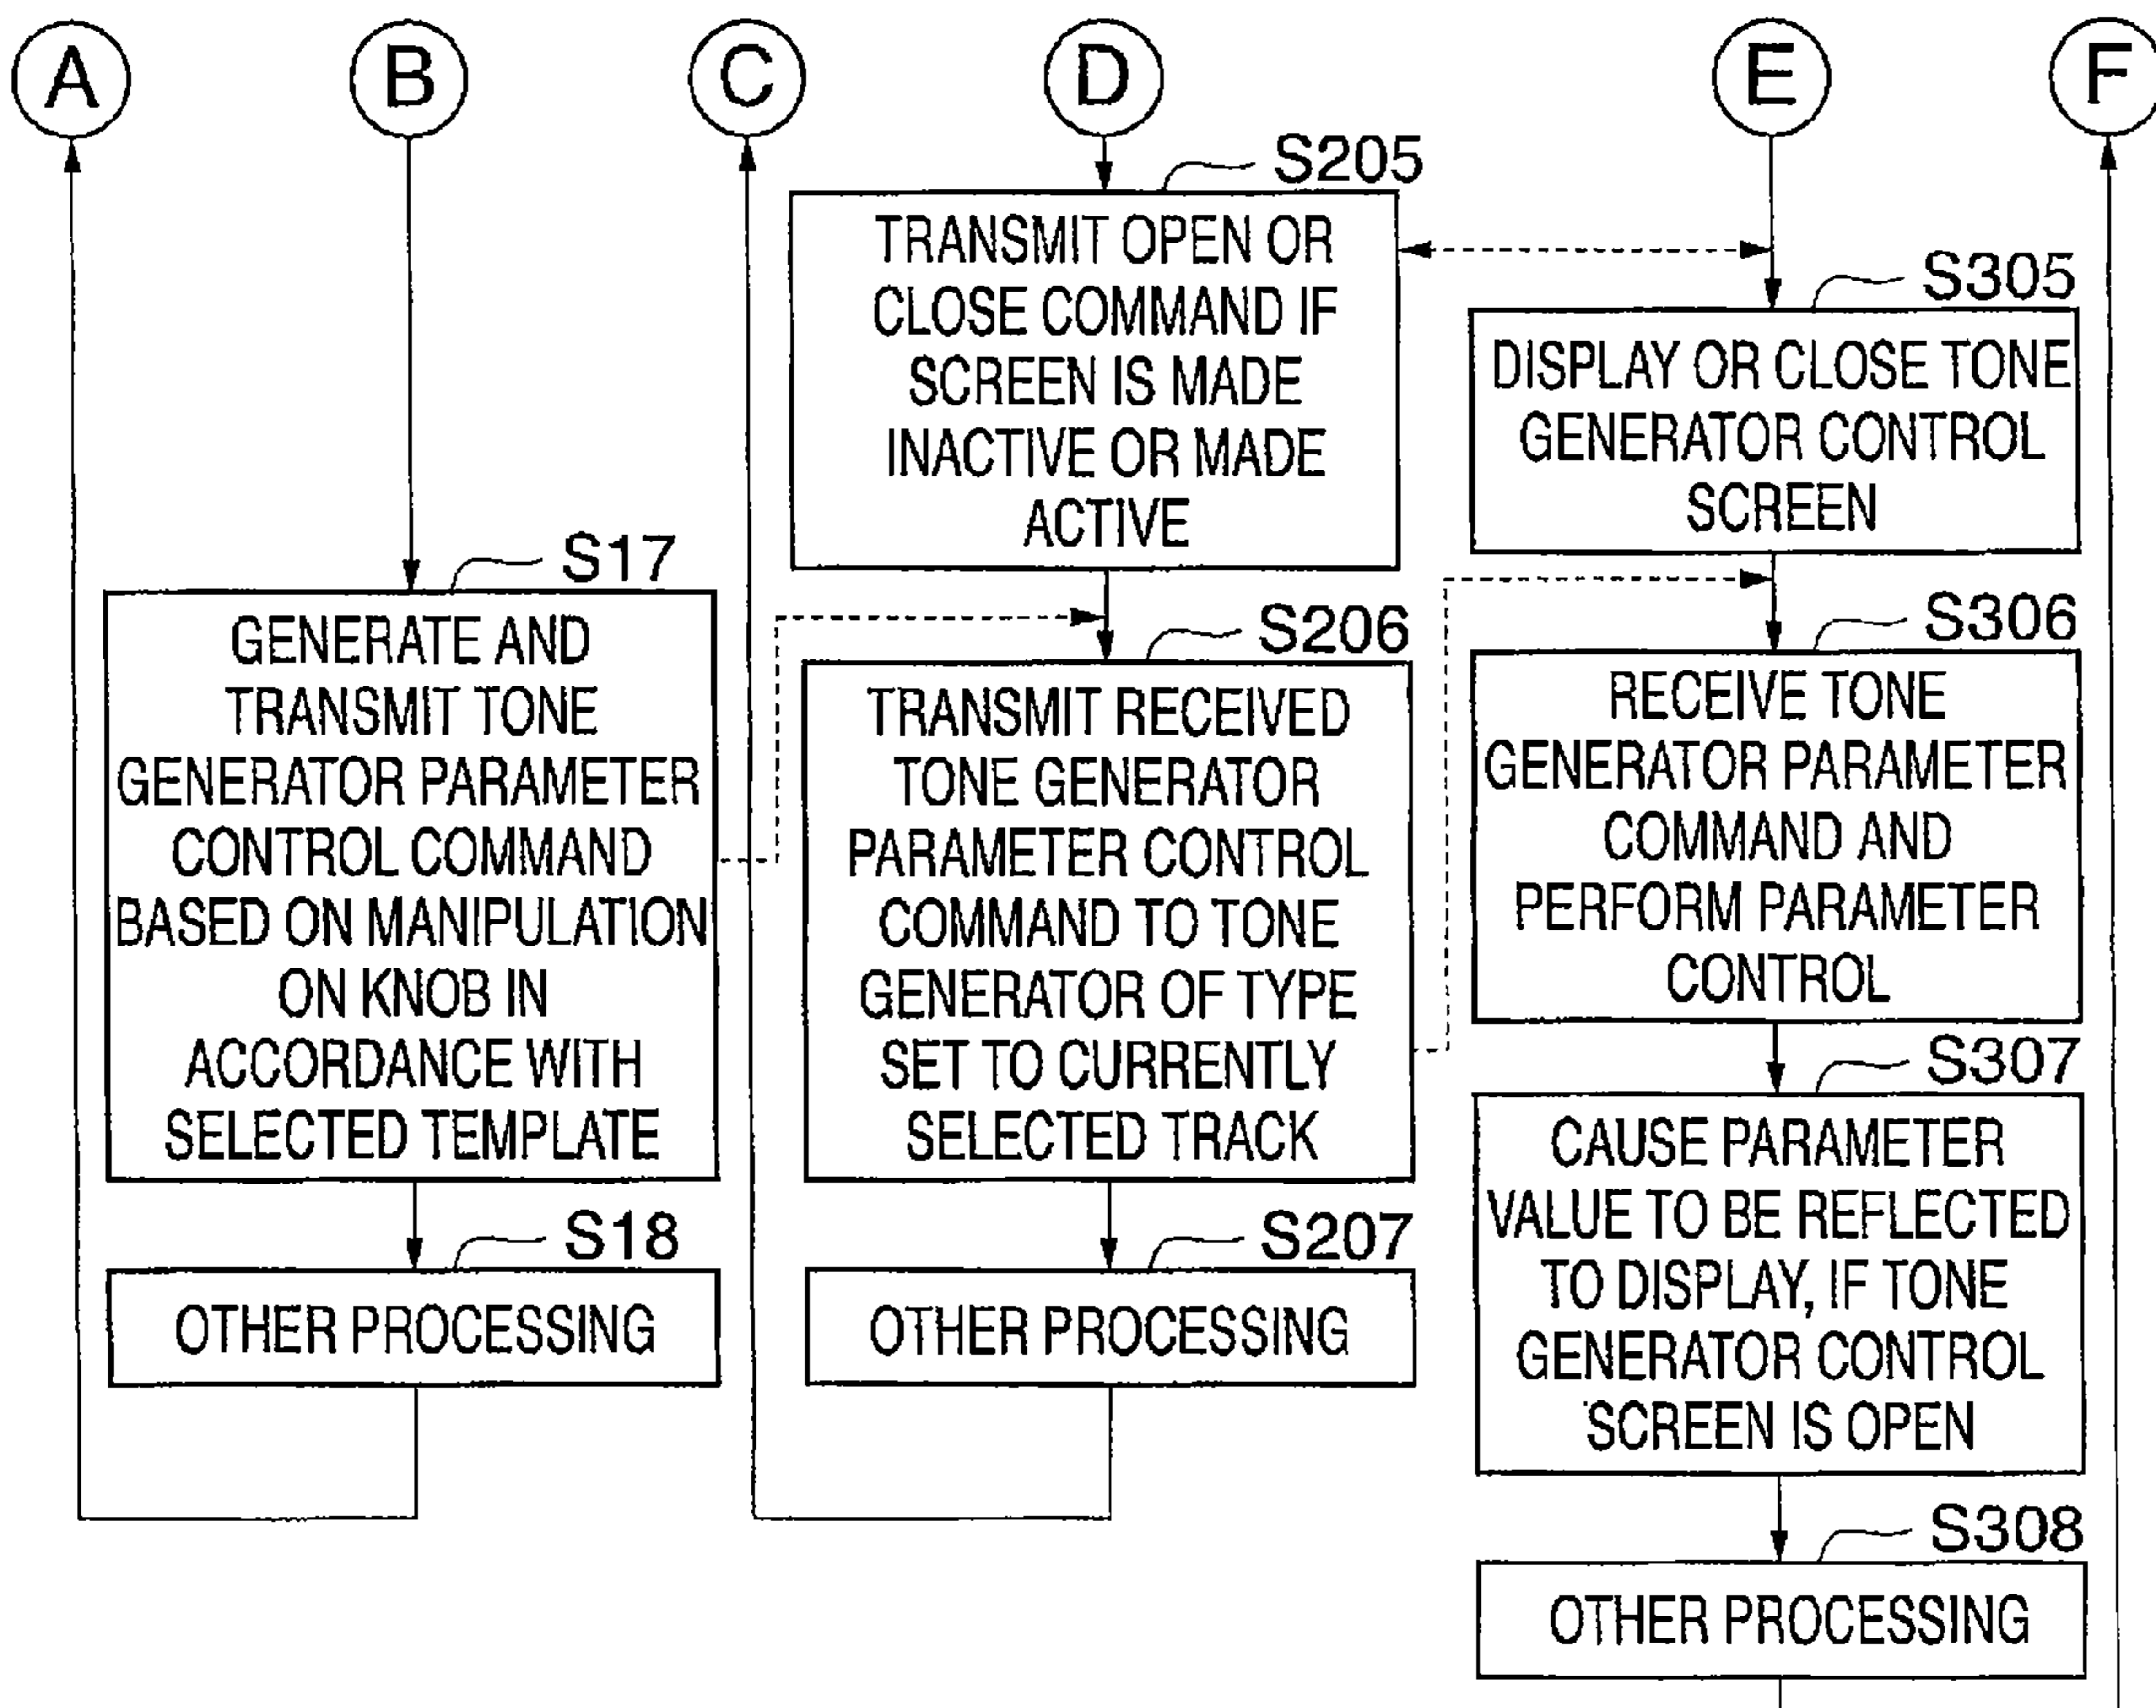 A
B
C
D
E
F
S205
TRANSMIT OPEN OR
CLOSE COMMAND IF
SCREEN IS MADE
INACTIVE OR MADE
ACTIVE
S305
DISPLAY OR CLOSE TONE
GENERATOR CONTROL
SCREEN
S17
GENERATE AND
TRANSMIT TONE
GENERATOR PARAMETER
CONTROL COMMAND
BASED ON MANIPULATION
ON KNOB IN
ACCORDANCE WITH
SELECTED TEMPLATE
S206
TRANSMIT RECEIVED
TONE GENERATOR
PARAMETER CONTROL
COMMAND TO TONE
GENERATOR OF TYPE
SET TO CURRENTLY
SELECTED TRACK
S306
RECEIVE TONE
GENERATOR PARAMETER
COMMAND AND
PERFORM PARAMETER
CONTROL
S307
CAUSE PARAMETER
VALUE TO BE REFLECTED
TO DISPLAY, IF TONE
GENERATOR CONTROL
SCREEN IS OPEN
S18
OTHER PROCESSING
S207
OTHER PROCESSING
S308
OTHER PROCESSING